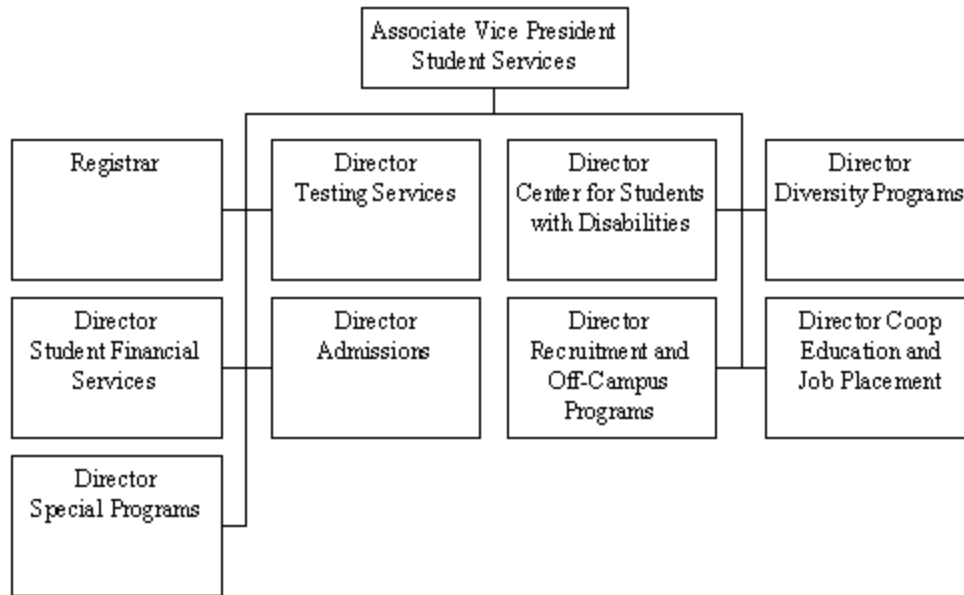 Associate Vice President
Student Services
Registrar
Director
Testing Services
Director
Center for Students
with Disabilities
Director
Diversity Programs
Director
Student Financial
Services
Director
Admissions
Director
Recruitment and
Off-Campus
Programs
Director Coop
Education and
Job Placement
Director
Special Programs